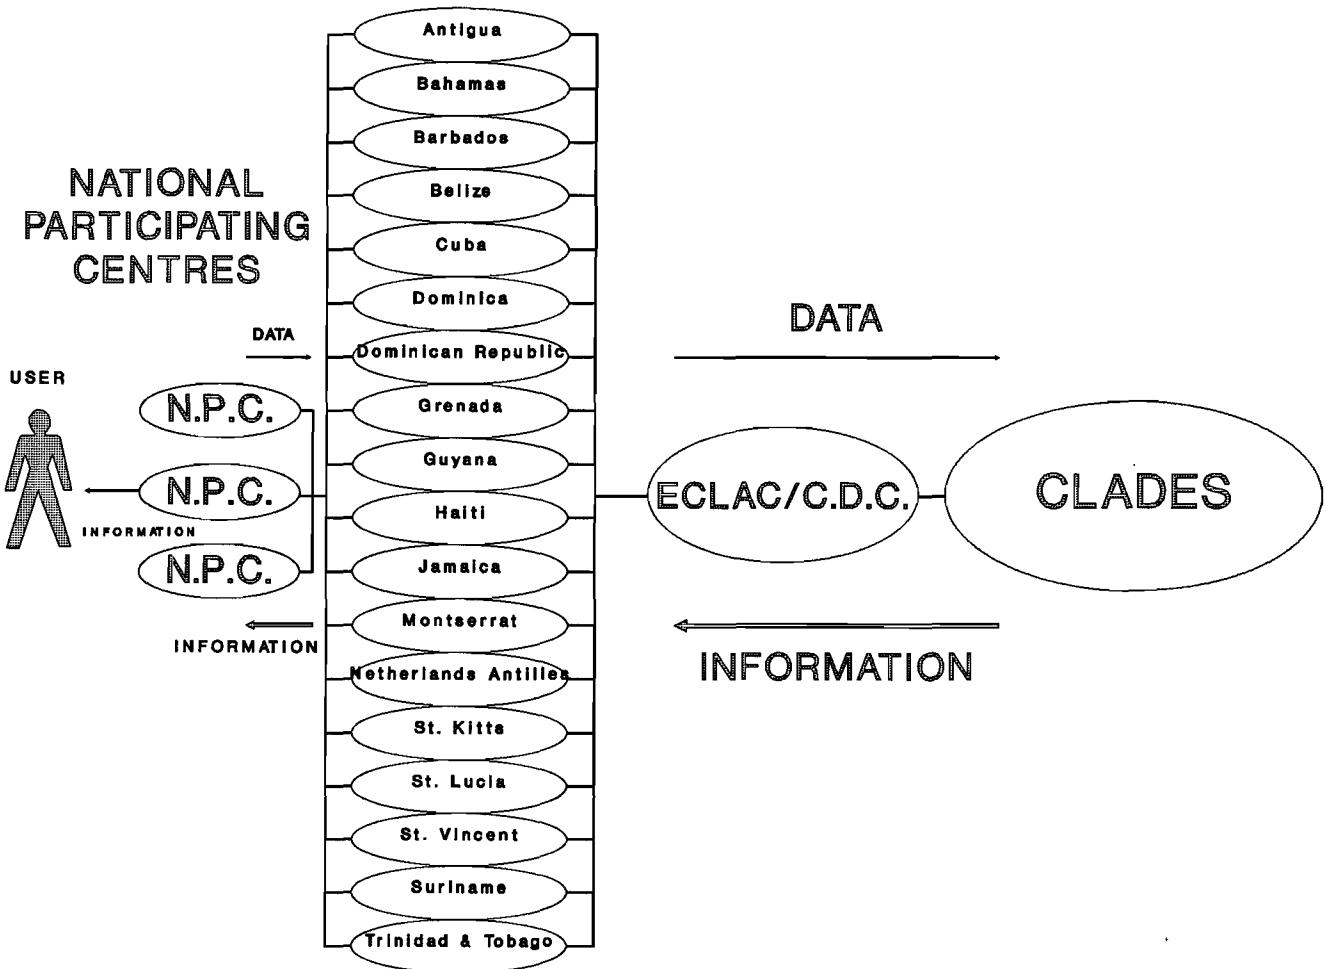 NATIONAL
PARTICIPATING
CENTRES
DATA
USER
N.P.C.
N.P.C.
INFORMATION
N.P.C.
INFORMATION
Antigua
Bahamas
Barbados
Belize
Cuba
Dominica
Dominican Republic
Grenada
Guyana
Haiti
Jamaica
Montserrat
Netherlands Antilles
St. Kitts
St. Lucia
St. Vincent
Suriname
Trinidad & Tobago
DATA
ECLAC/C.D.C.
CLADES
INFORMATION